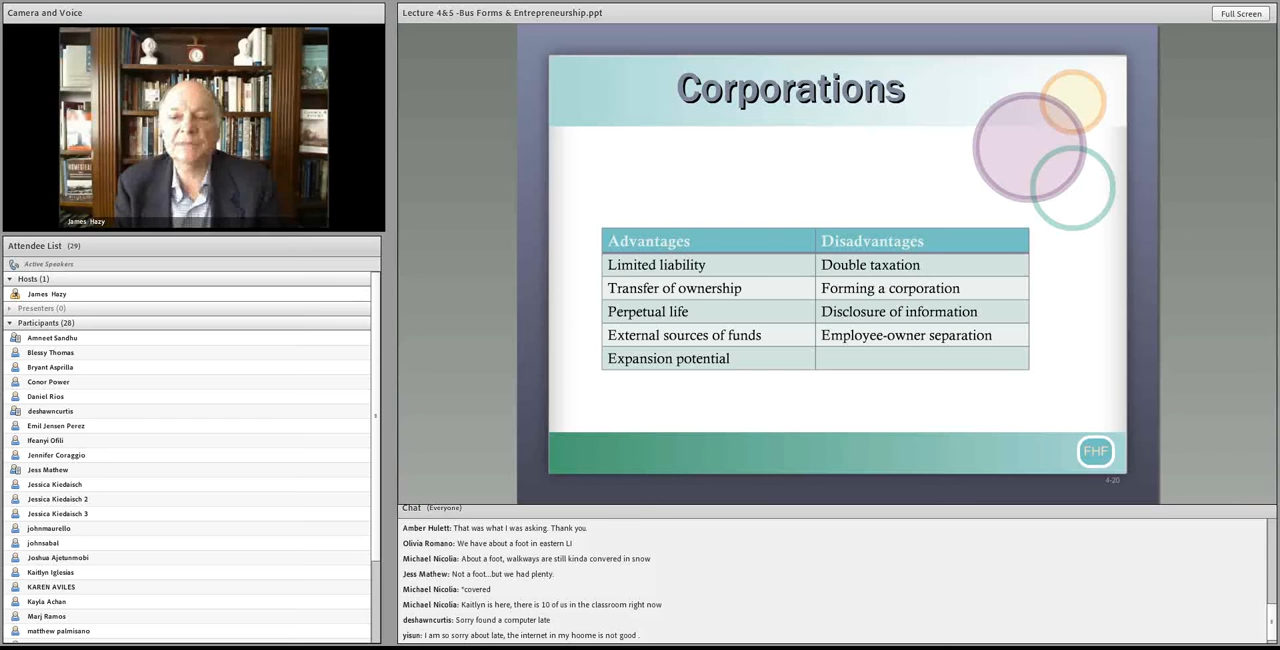 Camera and Voice
James Hazy
Attendee List (29)
Active Speakers
Hosts (1)
James Hazy
Presenters (0)
Participants (28)
Amneet Sandhu
Blessy Thomas
Bryant Asprilla
Conor Power
Daniel Rios
deshawncurtis
Emil Jensen Perez
Ifeanyi Ofili
Jennifer Coraggio
Jess Mathew
Jessica Kiedaisch
Jessica Kiedaisch 2
Jessica Kiedaisch 3
johnmaurello
johnsabal
Joshua Ajetunmobi
Kaitlyn Iglesias
KAREN AVILES
Kayla Achan
Marj Ramos
matthew palmisano
Lecture 4&5 -Bus Forms & Entrepreneurship.ppt
Full Screen
Corporations
Advantages Disadvantages
Limited liability Double taxation
Transfer of ownership Forming a corporation
Perpetual life Disclosure of information
External sources of funds Employee-owner separation
Expansion potential
FHF
4-20
Chat (Everyone)
Amber Hulett: That was what I was asking. Thank you.
Olivia Romano: We have about a foot in eastern LI
Michael Nicolia: About a foot, walkways are still kinda convered in snow
Jess Mathew: Not a foot...but we had plenty.
Michael Nicolia: *covered
Michael Nicolia: Kaitlyn is here, there is 10 of us in the classroom right now
deshawncurtis: Sorry found a computer late
yisun: I am so sorry about late, the internet in my hoome is not good .